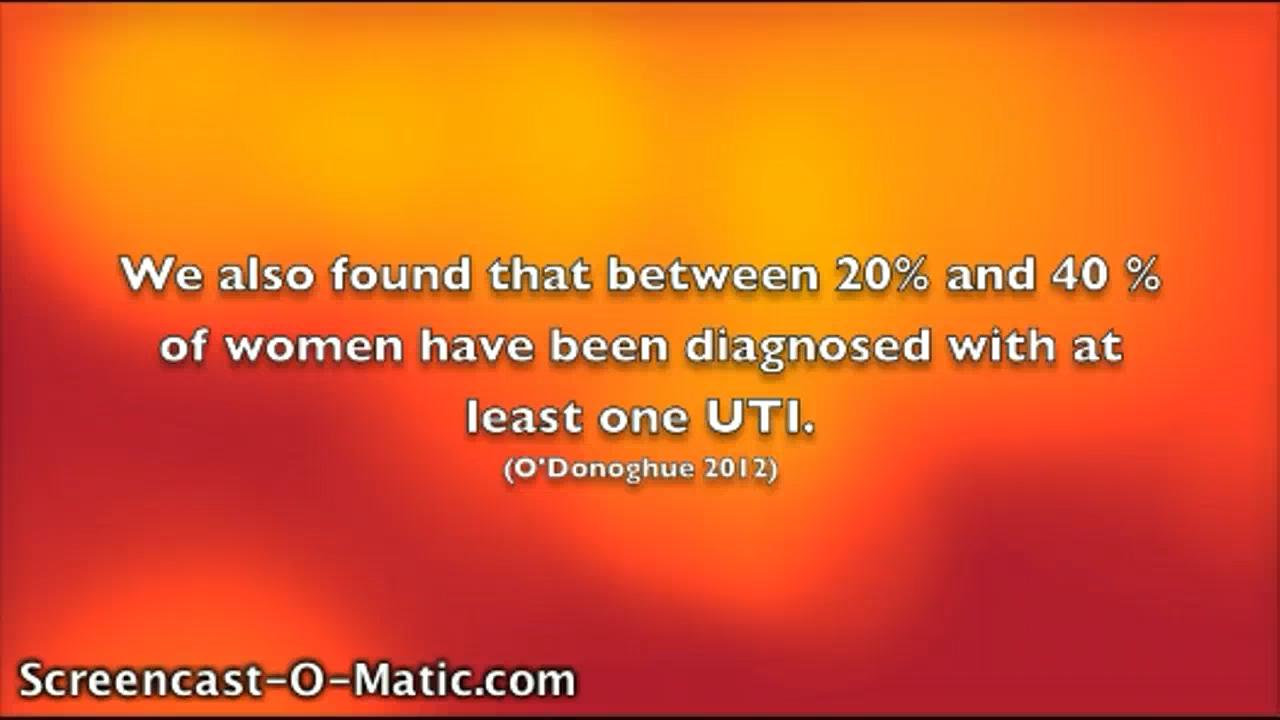 We also found that between 20% and 40 %
of women have been diagnosed with at
least one UTI.
(O'Donoghue 2012)
Screencast-O-Matic.com